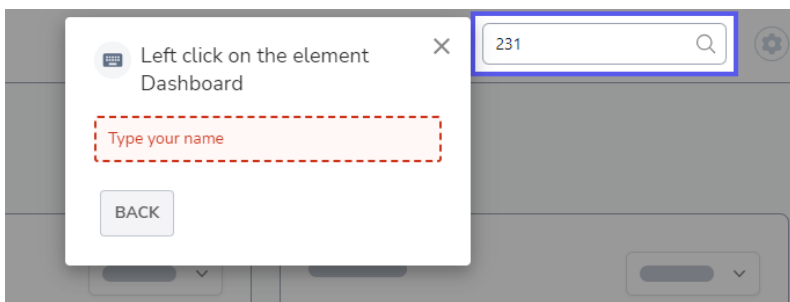 Left click on the element
Dashboard
231
Type your name
BACK